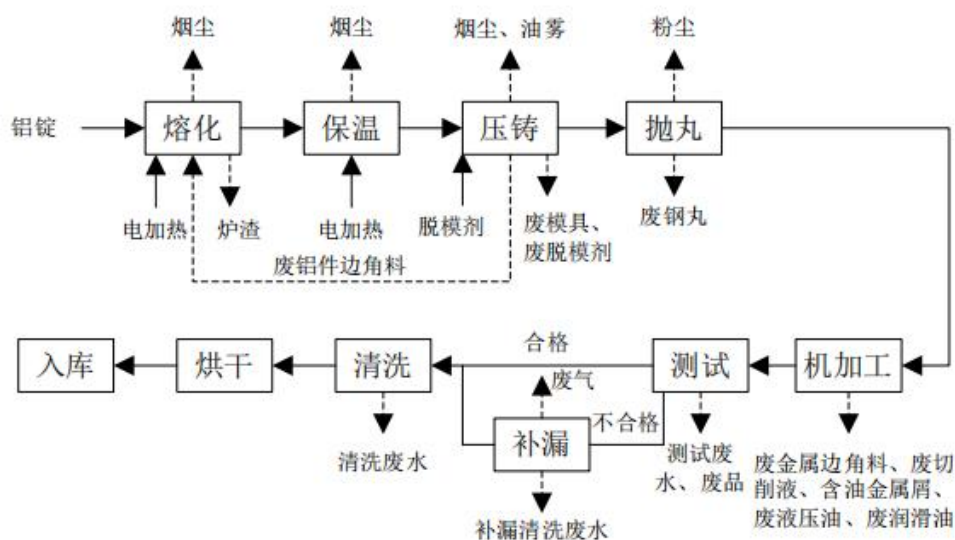 烟尘
烟尘
烟尘、油雾
粉尘
铝锭
熔化
保温
压铸
抛丸
电加热
炉渣
电加热
脱模剂
废模具、
废脱模剂
废钢丸
废铝件边角料
入库
烘干
清洗
合格
测试
机加工
废气
补漏
不合格
清洗废水
测试废
水、废品
废金属边角料、废切
削液、含油金属屑、
废液压油、废润滑油
补漏清洗废水